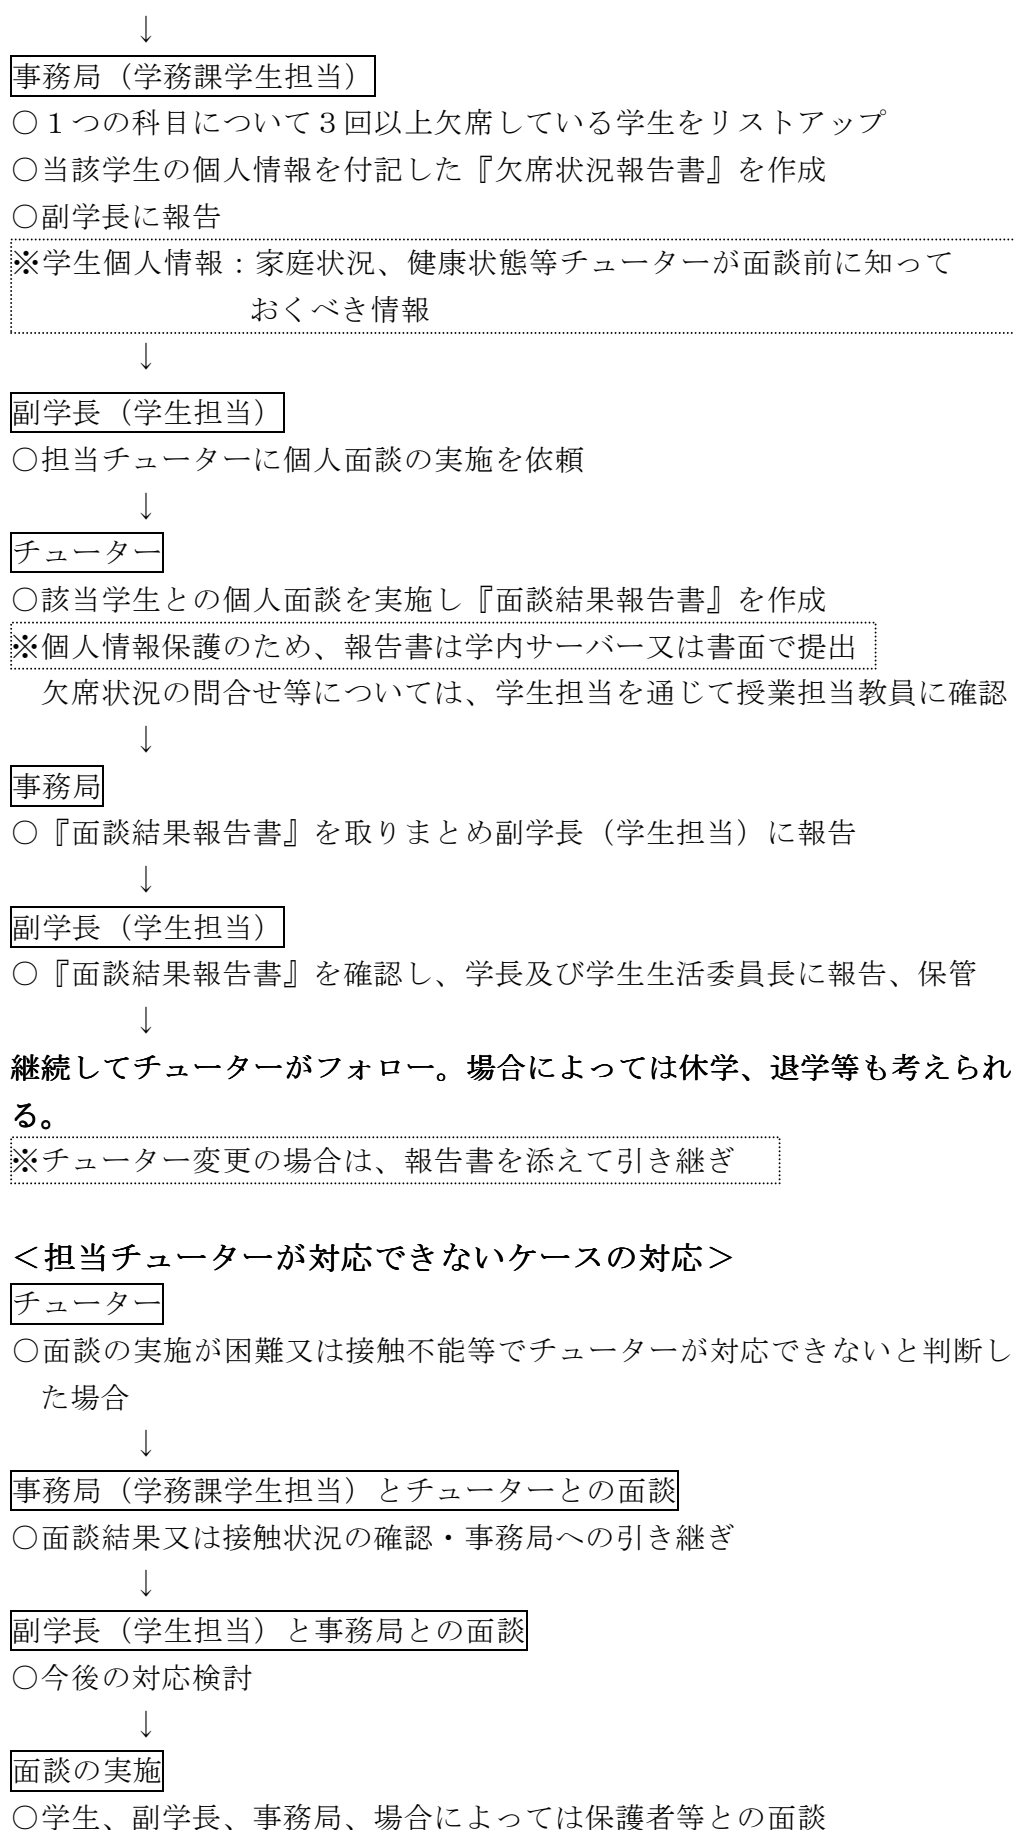 ↓
事務局（学務課学生担当）
○１つの科目について３回以上欠席している学生をリストアップ
○当該学生の個人情報を付記した『欠席状況報告書』を作成
○副学長に報告
※学生個人情報：家庭状況、健康状態等チューターが面談前に知って
おくべき情報
↓
副学長（学生担当）
○担当チューターに個人面談の実施を依頼
↓
チューター
○該当学生との個人面談を実施し『面談結果報告書』を作成
※個人情報保護のため、報告書は学内サーバー又は書面で提出
欠席状況の問合せ等については、学生担当を通じて授業担当教員に確認
↓
事務局
○『面談結果報告書』を取りまとめ副学長（学生担当）に報告
↓
副学長（学生担当）
○『面談結果報告書』を確認し、学長及び学生生活委員長に報告、保管
↓
継続してチューターがフォロー。場合によっては休学、退学等も考えられ
る。
※チューター変更の場合は、報告書を添えて引き継ぎ
＜担当チューターが対応できないケースの対応＞
チューター
○面談の実施が困難又は接触不能等でチューターが対応できないと判断し
た場合
↓
事務局（学務課学生担当）とチューターとの面談
○面談結果又は接触状況の確認・事務局への引き継ぎ
↓
副学長（学生担当）と事務局との面談
○今後の対応検討
↓
面談の実施
○学生、副学長、事務局、場合によっては保護者等との面談